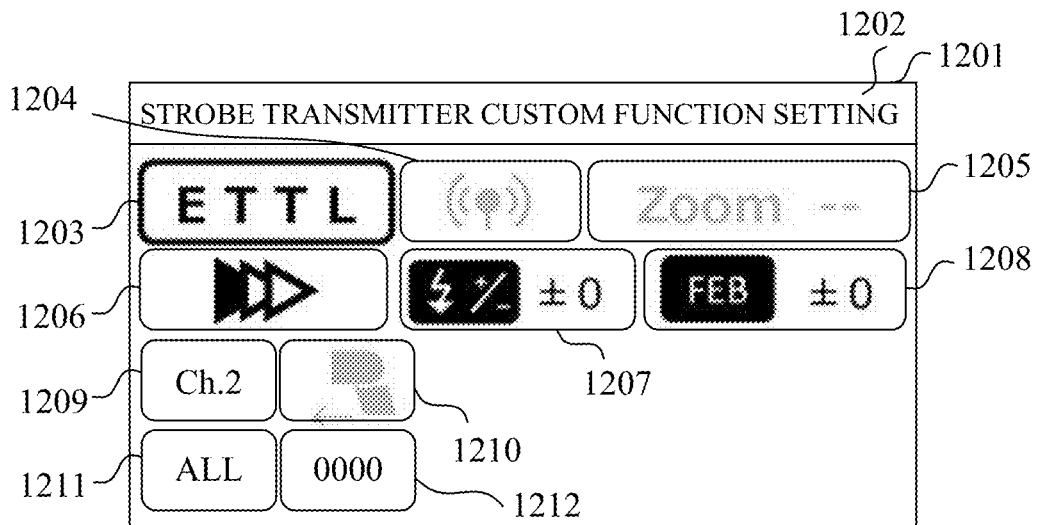 1202
1201
1204
STROBE TRANSMITTER CUSTOM FUNCTION SETTING
1205
E T T L
Zoom --
1203
1208
±0
FEB ±0
1206
1207
1209
Ch.2
1210
1211
ALL
0000
1212